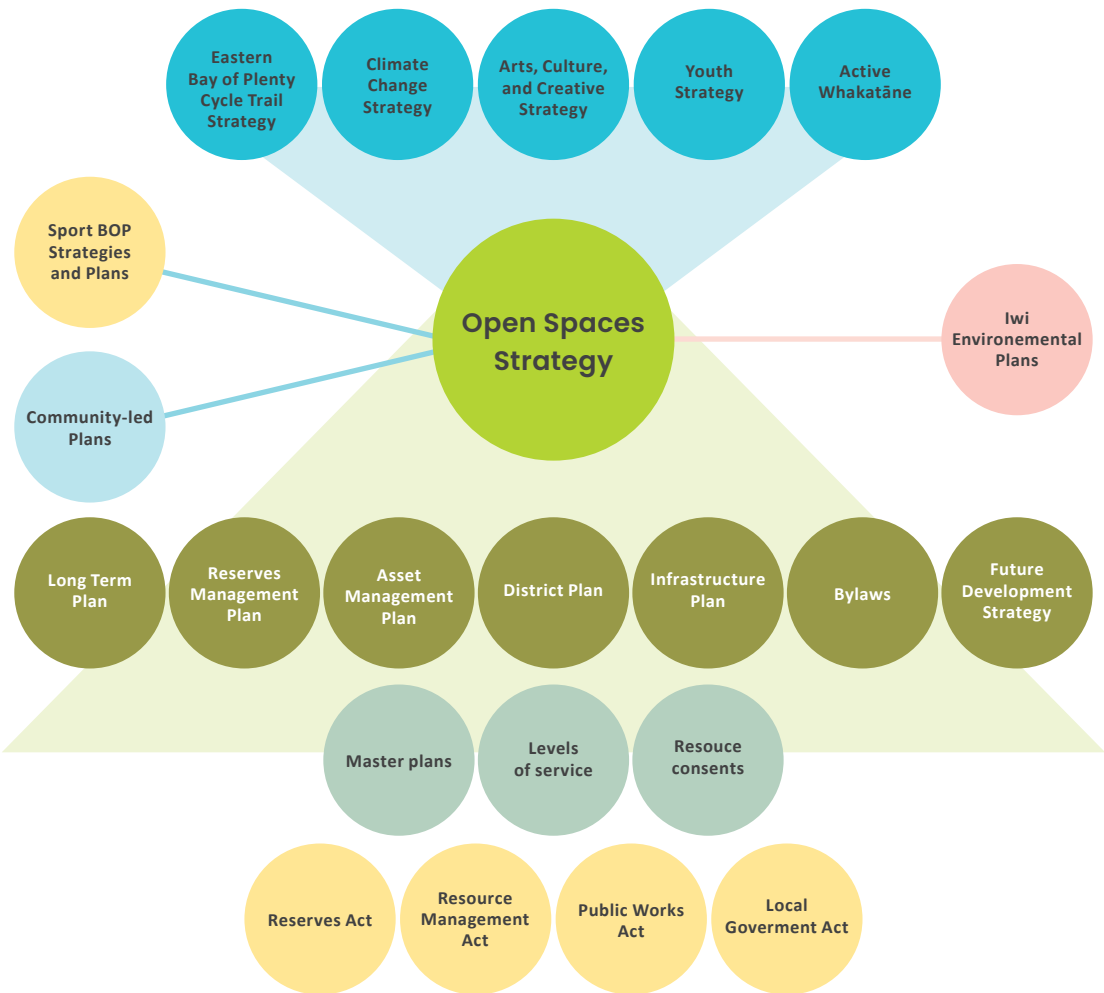 Eastern
Bay of Plenty
Cycle Trail
Strategy
Climate
Change
Strategy
Arts, Culture,
and Creative
Strategy
Youth
Strategy
Active
Whakatāne
Sport BOP
Strategies
and Plans
Open Spaces
Strategy
Iwi
Environemental
Plans
Community-led
Plans
Long Term
Plan
Reserves
Management
Plan
Asset
Management
Plan
District Plan
Infrastructure
Plan
Bylaws
Future
Development
Strategy
Master plans
Levels
of service
Resouce
consents
Reserves Act
Resource
Management
Act
Public Works
Act
Local
Goverment Act